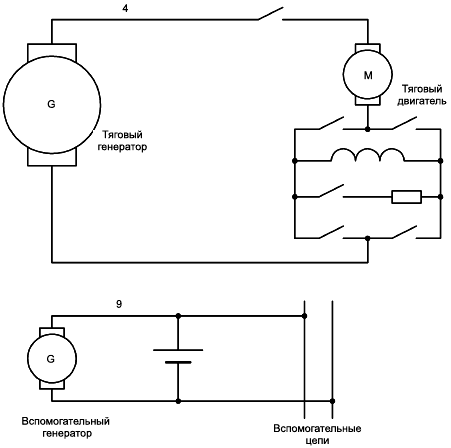 4
G
M
Тяговый
генератор
Тяговый
двигатель
9
G
Вспомогательный
генератор
Вспомогательные
цепи